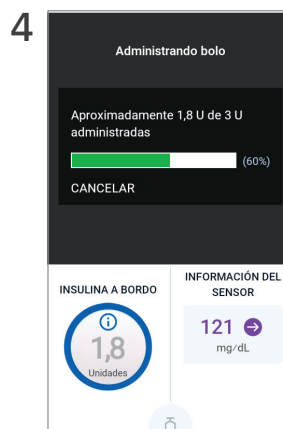 4
Administrando bolo
Aproximadamente 1,8 U de 3 U
administradas
(60%)
CANCELAR
INSULINA A BORDO
1,8
Unidades
INFORMACIÓN DEL
SENSOR
121
mg/dL